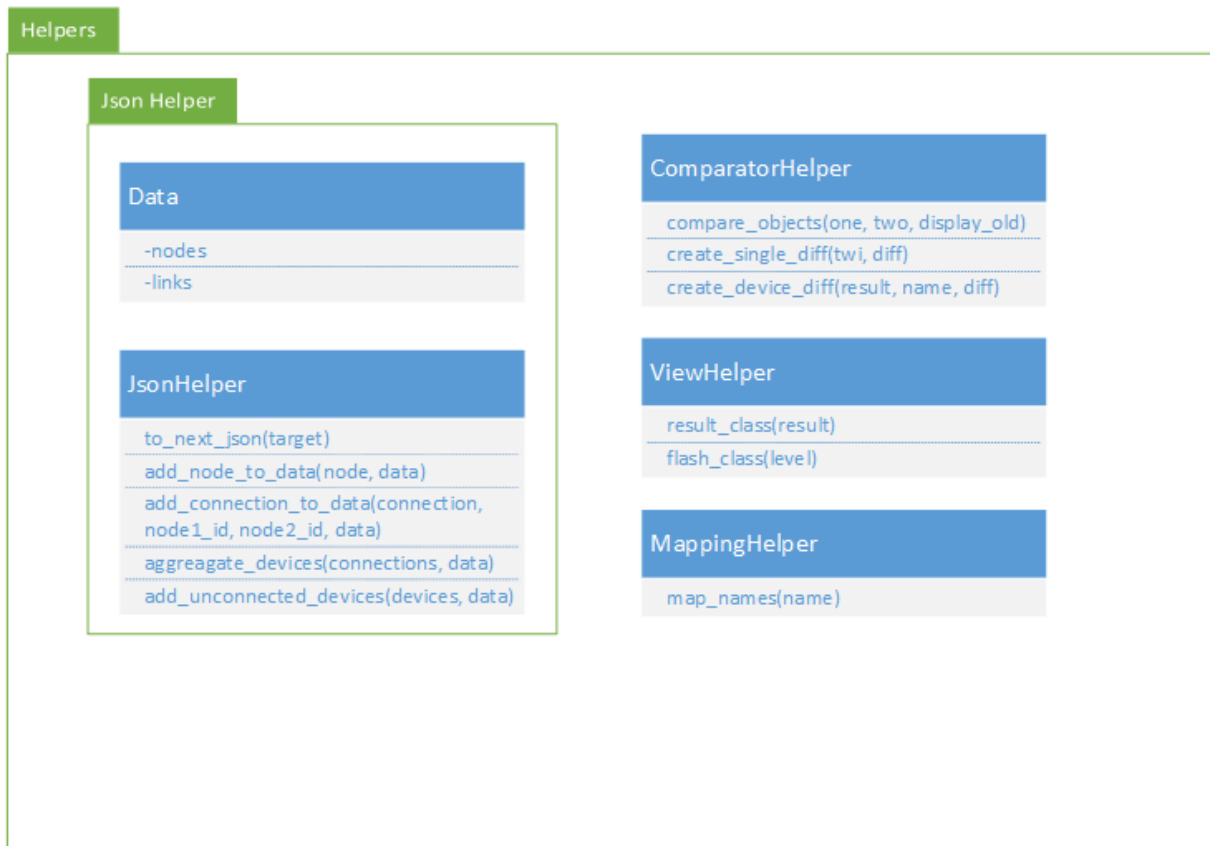 Helpers
Json Helper
Data
-nodes
-links
JsonHelper
to_next_json(target)
add_node_to_data(node, data)
add_connection_to_data(connection,
node1_id, node2_id, data)
aggreagate_devices(connections, data)
add_unconnected_devices(devices, data)
ComparatorHelper
compare_objects(one, two, display_old)
create_single_diff(twi, diff)
create_device_diff(result, name, diff)
ViewHelper
result_class(result)
flash_class(level)
MappingHelper
map_names(name)